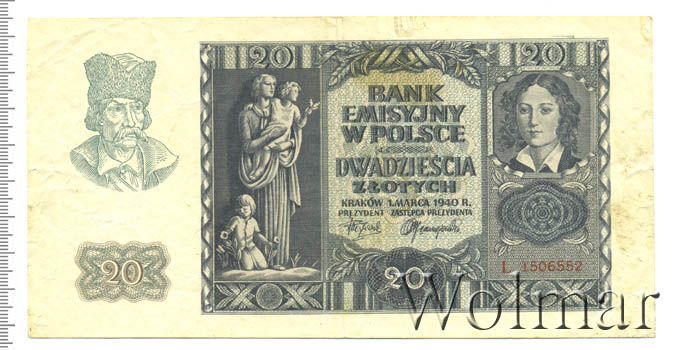 20 20
BANK
EMISYJNY
W POLSCE
DWADZIEŚCIA
ZŁOTYCH
KRAKÓW 1. MARCA 1940 R.
PREZYDENT ZASTĘPCA PREZYDENTA
L. 1506552
20 20
Wolmar